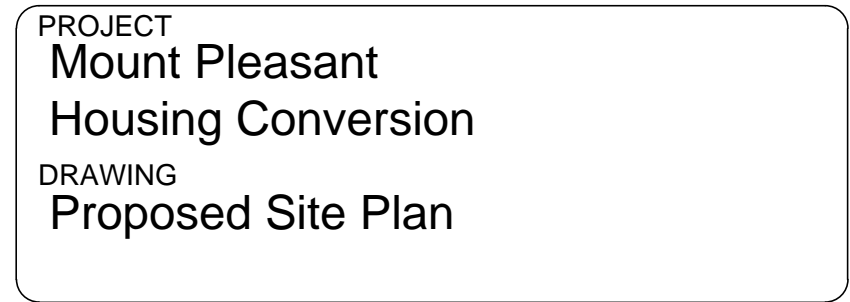 PROJECT
Mount Pleasant
Housing Conversion
DRAWING
Proposed Site Plan